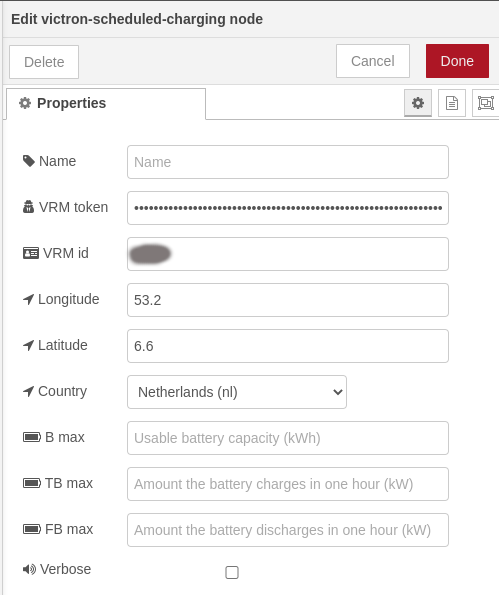 Edit victron-scheduled-charging node
Delete
Cancel
Done
Properties
Name
Name
VRM token
VRM id
Longitude
53.2
Latitude
6.6
Country
Netherlands (nl)
B max
Usable battery capacity (kWh)
TB max
Amount the battery charges in one hour (kW)
FB max
Amount the battery discharges in one hour (kW)
Verbose